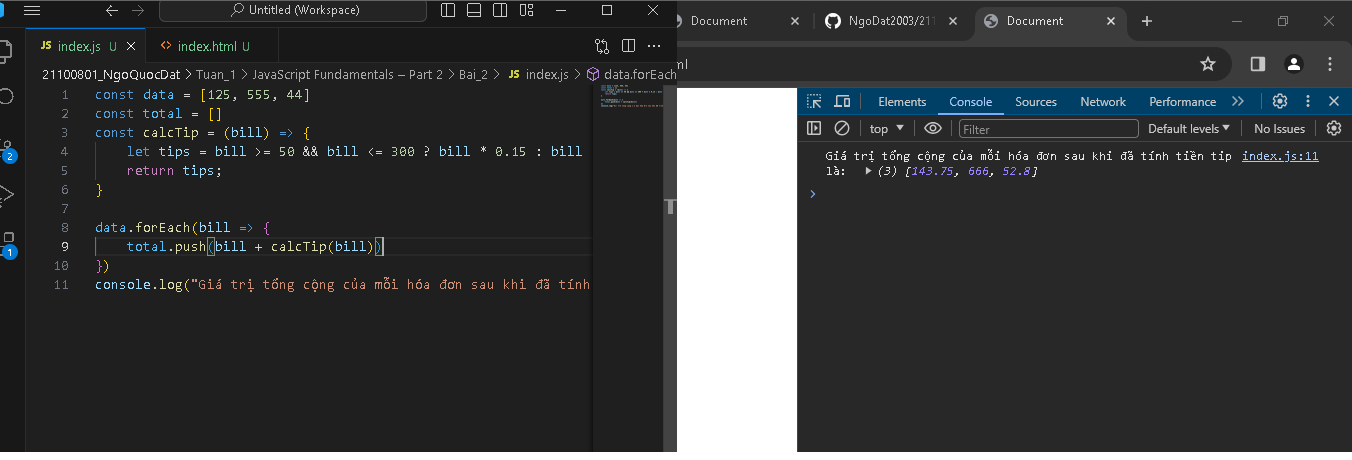 Untitled (Workspace)
JS index.js U
<> index.html U
21100801_NgoQuocDat > Tuan_1 > JavaScript Fundamentals – Part 2 > Bai_2 > JS index.js > data.forEach
1 const data = [125, 555, 44]
2 const total = []
3 const calcTip = (bill) => {
4 let tips = bill >= 50 && bill <= 300 ? bill * 0.15 : bill
5 return tips;
6 }
7
8 data.forEach(bill => {
9 total.push(bill + calcTip(bill))
10 })
11 console.log("Giá trị tổng cộng của mỗi hóa đơn sau khi đã tính
2
1
Document
NgoDat2003/211
Document
ml
Elements Console Sources Network Performance
top Filter Default levels No Issues
Giá trị tổng cộng của mỗi hóa đơn sau khi đã tính tiền tip index.js:11
là: (3) [143.75, 666, 52.8]
T